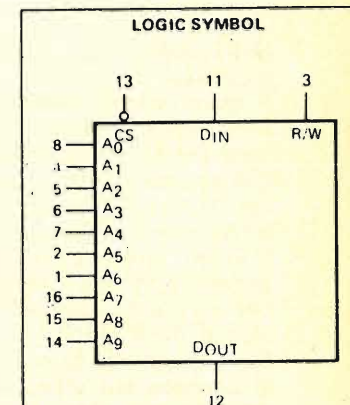 LOGIC SYMBOL
13 11 3
CS DIN R/W
8 A0
A1
5 A2
6 A3
7 A4
2 A5
1 A6
16 A7
15 A8
14 A9
DOUT
12